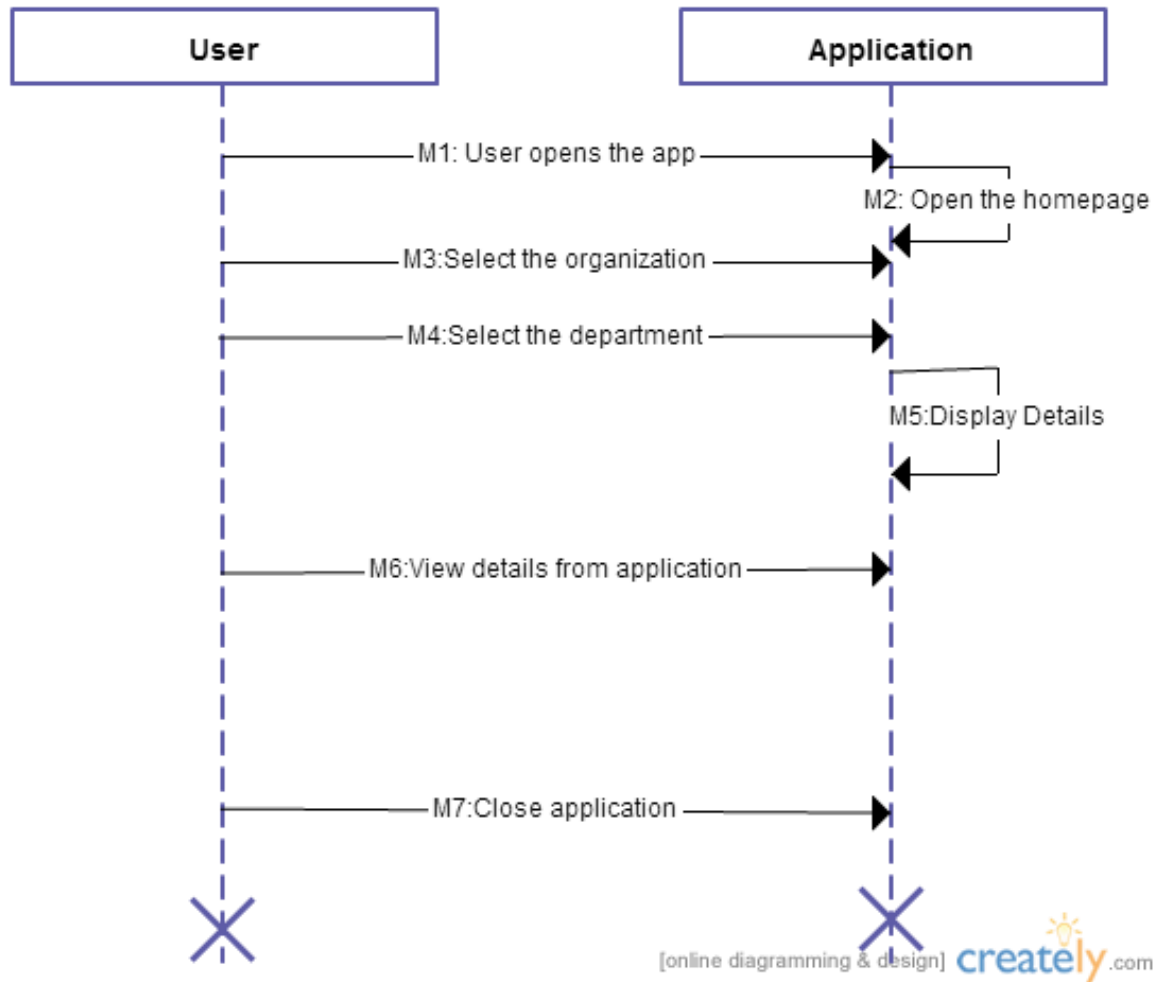 User
Application
M1: User opens the app
M2: Open the homepage
M3:Select the organization
M4:Select the department
M5:Display Details
M6:View details from application
M7:Close application
[online diagramming & design] creately.com